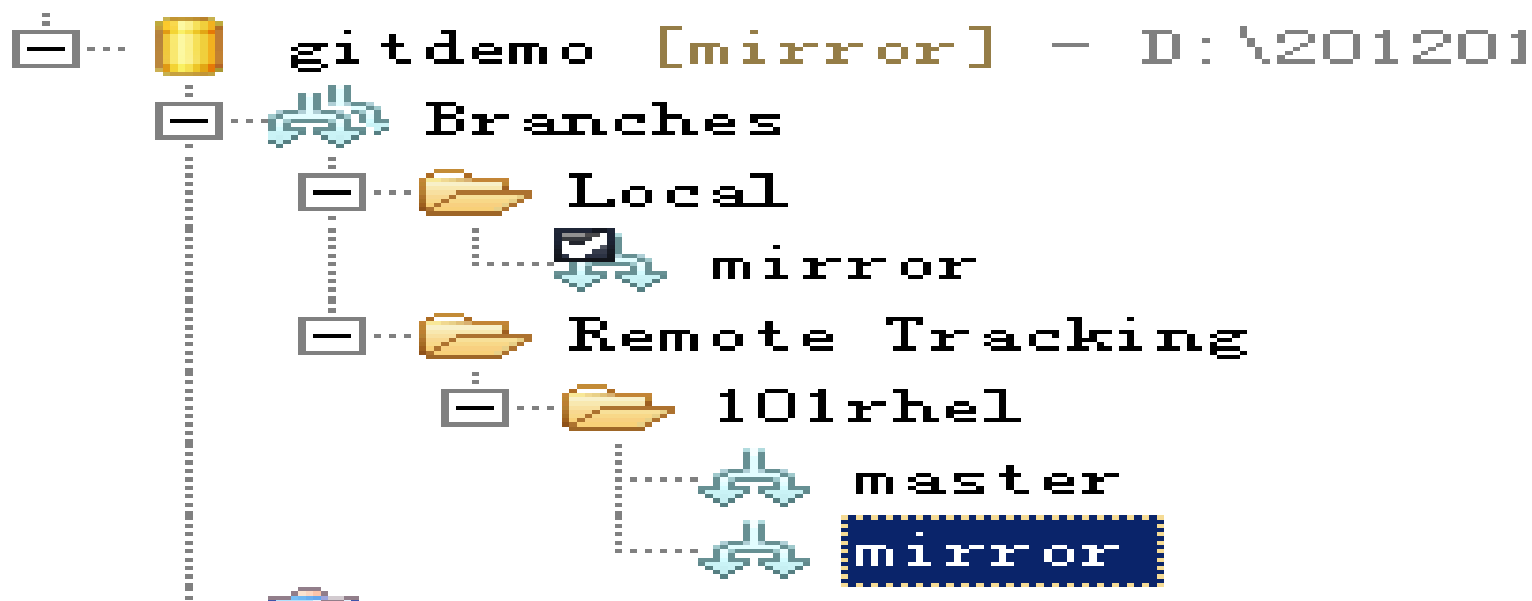 gitdemo [mirror] - D:\201201
Branches
Local
mirror
Remote Tracking
101rhel
master
mirror